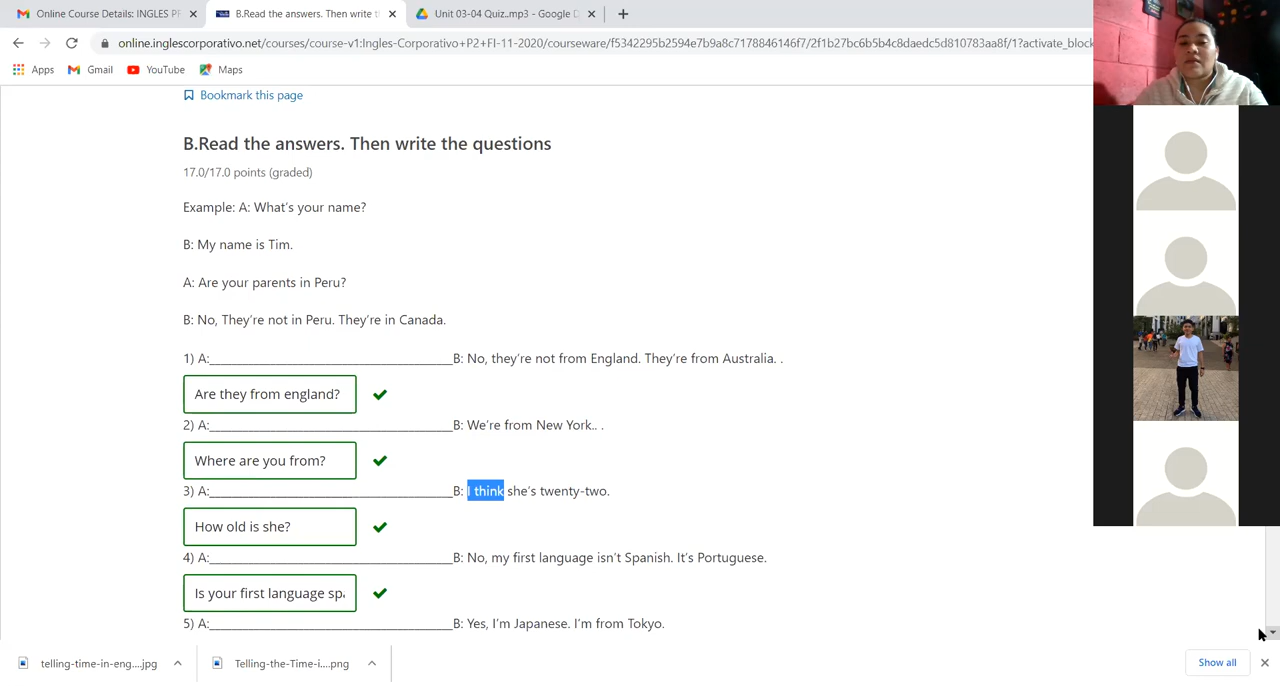 Online Course Details: INGLES PF
B.Read the answers. Then write t
Unit 03-04 Quiz..mp3 - Google D
online.inglescorporativo.net/courses/course-v1:Ingles-Corporativo+P2+FI-11-2020/courseware/f5342295b2594e7b9a8c7178846146f7/2f1b27bc6b5b4c8daedc5d810783aa8f/1?activate_block
Apps Gmail YouTube Maps
Bookmark this page
B.Read the answers. Then write the questions
17.0/17.0 points (graded)
Example: A: What's your name?
B: My name is Tim.
A: Are your parents in Peru?
B: No, They're not in Peru. They're in Canada.
1) A:___________________________________B: No, they're not from England. They're from Australia. .
Are they from england?
2) A:___________________________________B: We're from New York.. .
Where are you from?
3) A:___________________________________B: I think she's twenty-two.
How old is she?
4) A:___________________________________B: No, my first language isn't Spanish. It's Portuguese.
Is your first language spa
5) A:___________________________________B: Yes, I'm Japanese. I'm from Tokyo.
telling-time-in-eng....jpg
Telling-the-Time-i....png
Show all